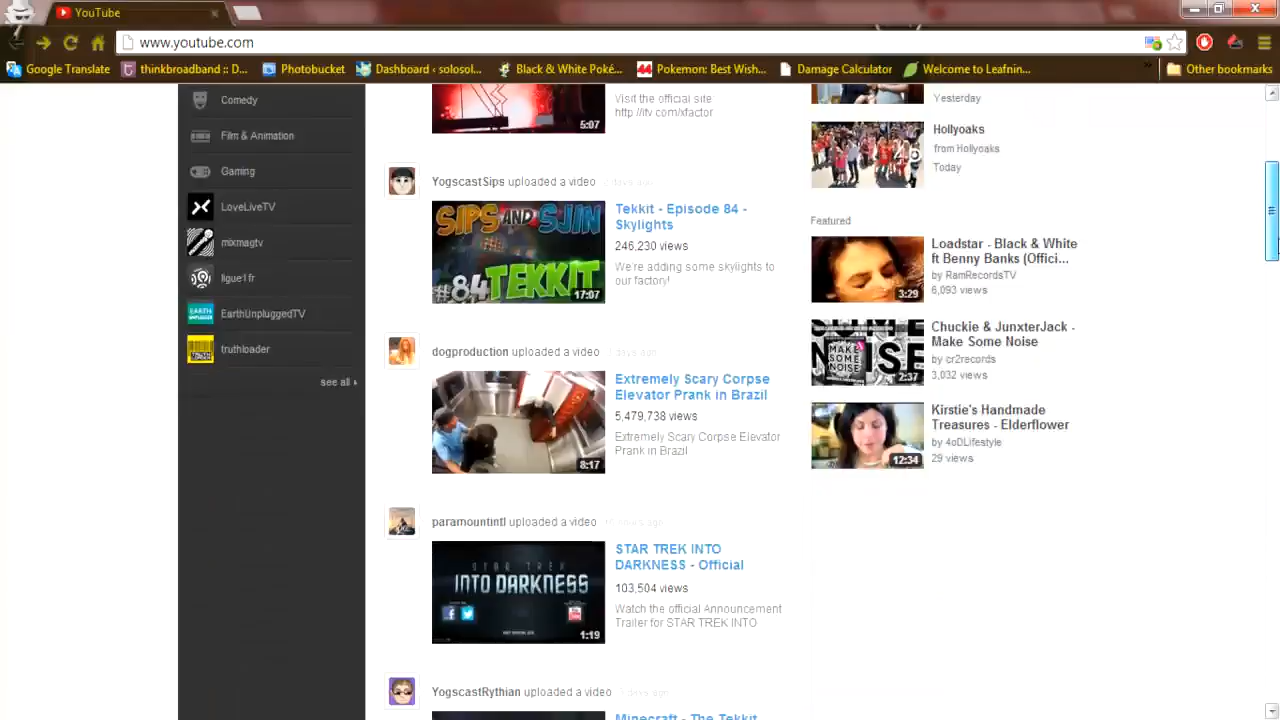 YouTube
www.youtube.com
Google Translate
thinkbroadband :: D...
Photobucket
Dashboard ‹ solosol...
Black & White Poké...
Pokemon: Best Wish...
Damage Calculator
Welcome to Leafnin...
»
Other bookmarks
Comedy
Film & Animation
Gaming
LoveLiveTV
mixmagtv
ligue1fr
EARTH UNPLUGGED
EarthUnpluggedTV
truthloader
see all
5:07
Visit the official site
http://itv.com/xfactor
YogscastSips uploaded a video 2 days ago
SIPS AND SJIN
#84 TEKKIT
17:07
Tekkit - Episode 84 -
Skylights
246,230 views
We're adding some skylights to
our factory!
dogproduction uploaded a video
8:17
Extremely Scary Corpse
Elevator Prank in Brazil
5,479,738 views
Extremely Scary Corpse Elevator
Prank in Brazil
paramountintl uploaded a video
STAR TREK
INTO DARKNESS
1:19
STAR TREK INTO
DARKNESS - Official
103,504 views
Watch the official Announcement
Trailer for STAR TREK INTO
YogscastRythian uploaded a video
Minecraft - The Tekkit
Yesterday
Hollyoaks
from Hollyoaks
Today
Featured
3:29
Loadstar - Black & White
ft Benny Banks (Offici...
by RamRecordsTV
6,093 views
MAKE
SOME
NOISE
2:37
Chuckie & JunxterJack -
Make Some Noise
by cr2records
3,032 views
12:34
Kirstie's Handmade
Treasures - Elderflower
by 4oDLifestyle
29 views